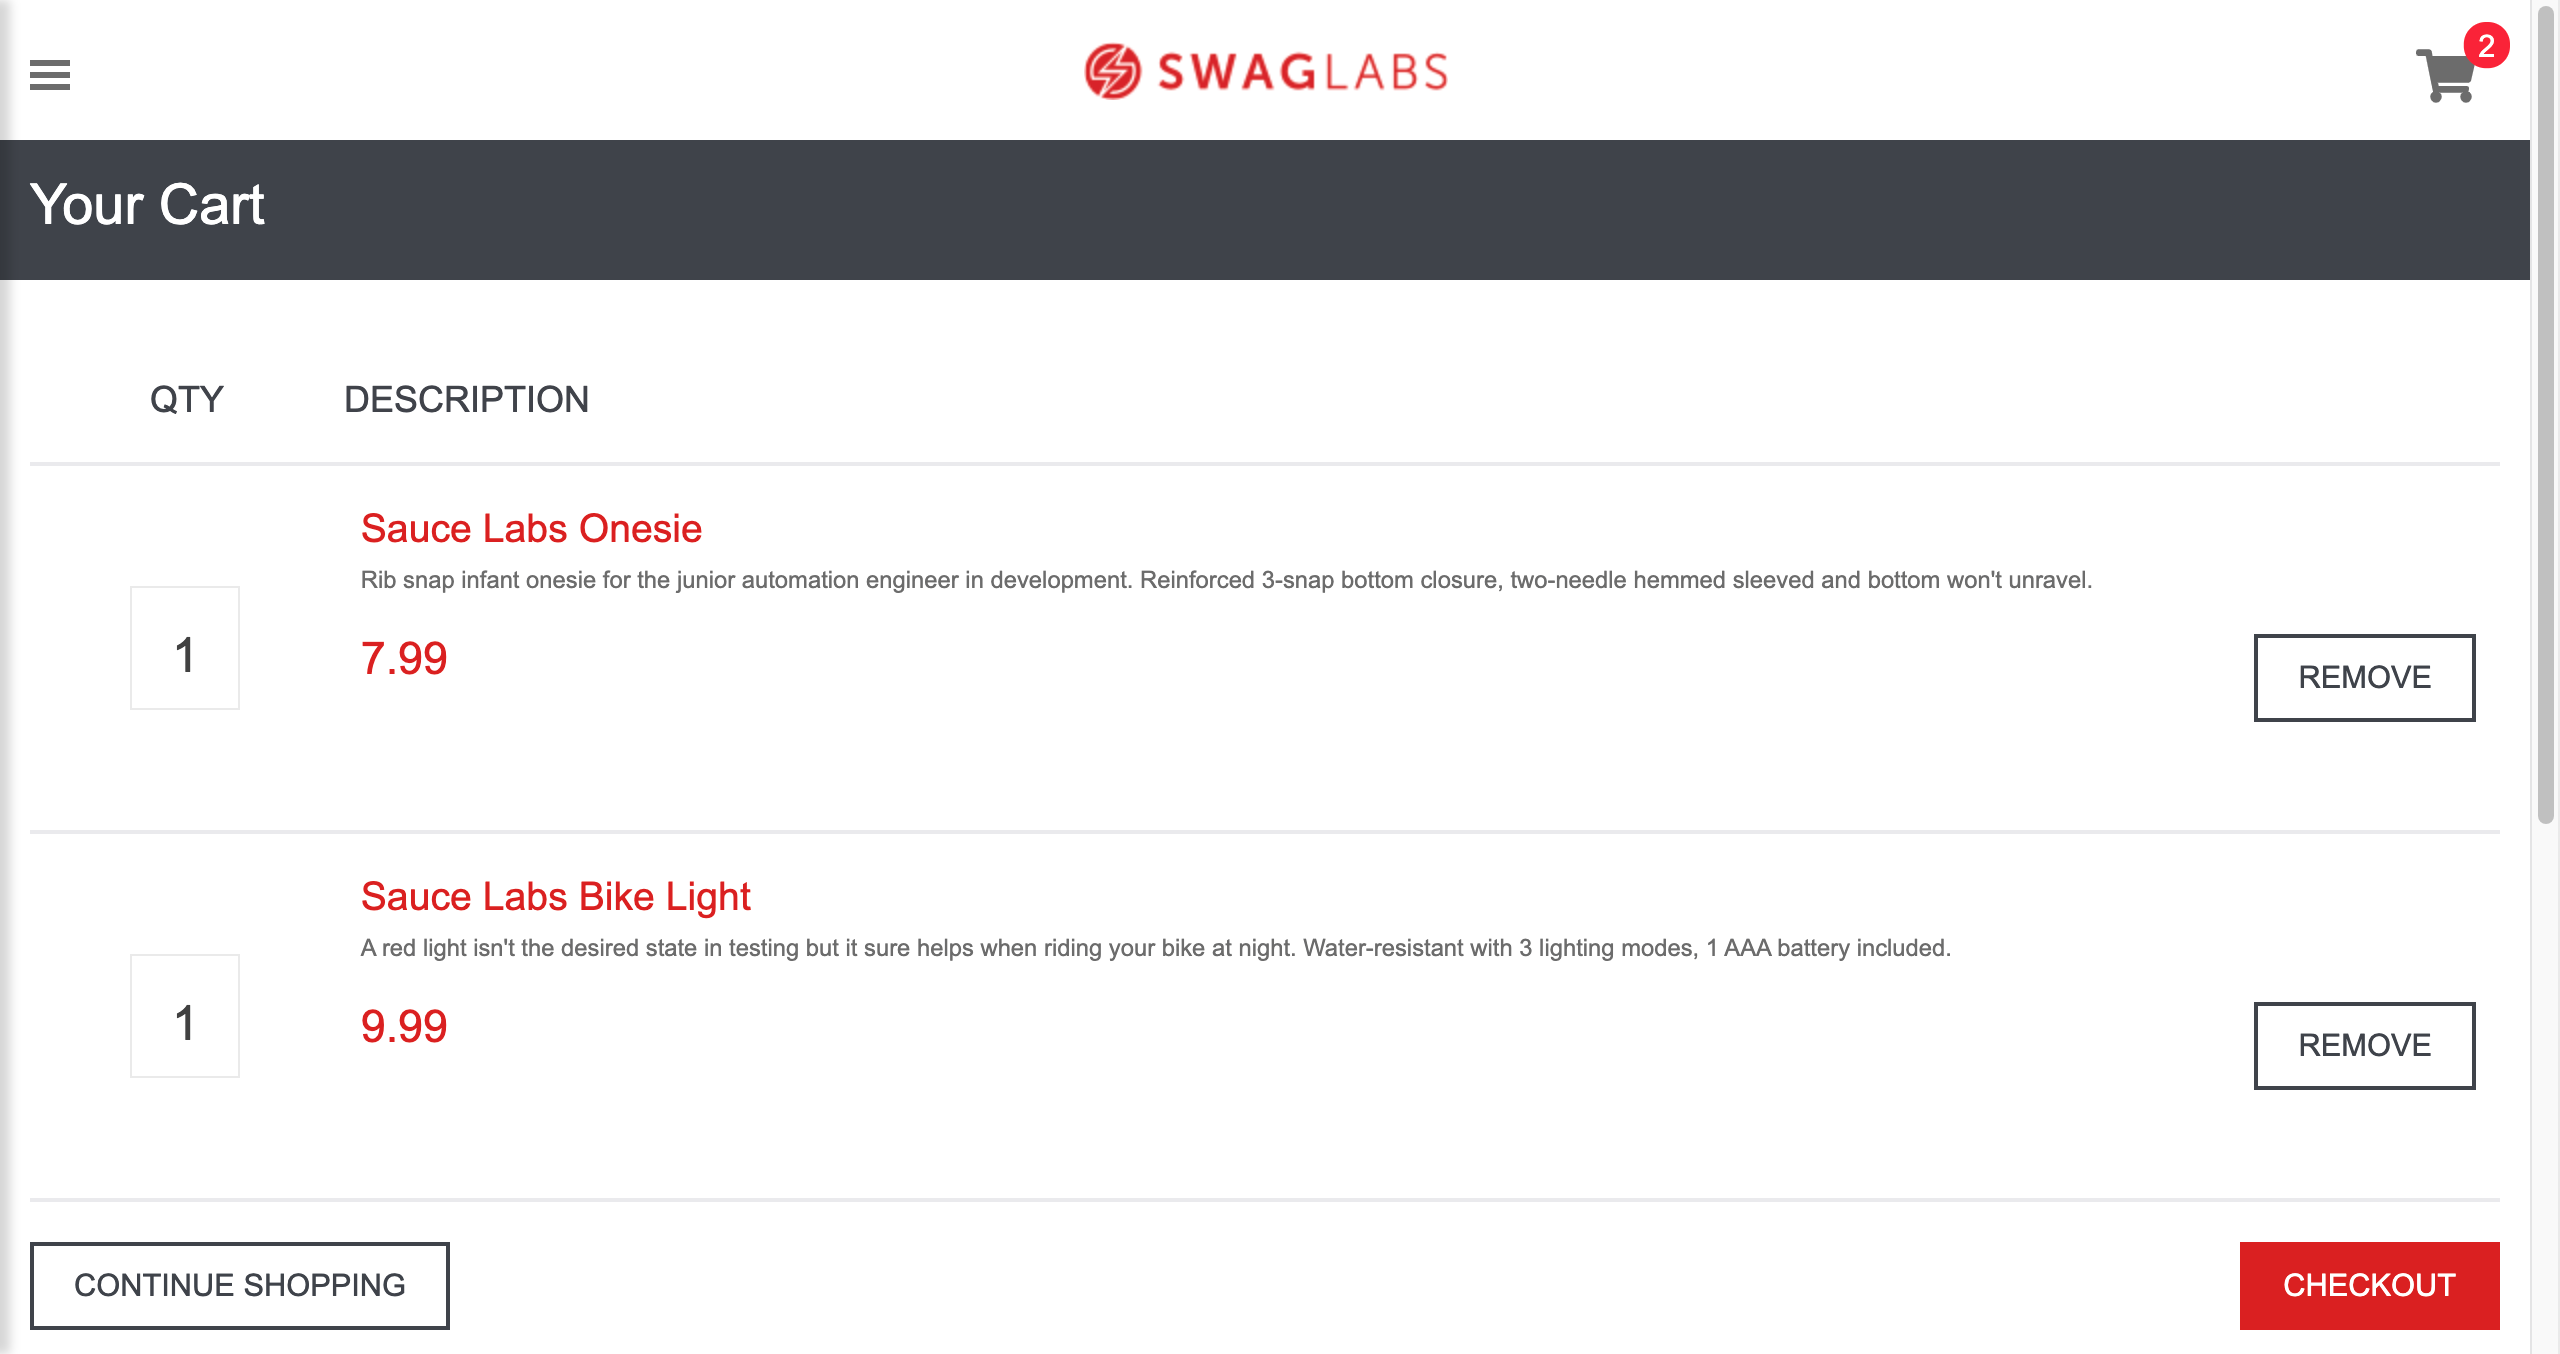 SWAGLABS
2
Your Cart
QTY DESCRIPTION
Sauce Labs Onesie
Rib snap infant onesie for the junior automation engineer in development. Reinforced 3-snap bottom closure, two-needle hemmed sleeved and bottom won't unravel.
1
7.99
REMOVE
Sauce Labs Bike Light
A red light isn't the desired state in testing but it sure helps when riding your bike at night. Water-resistant with 3 lighting modes, 1 AAA battery included.
1
9.99
REMOVE
CONTINUE SHOPPING
CHECKOUT